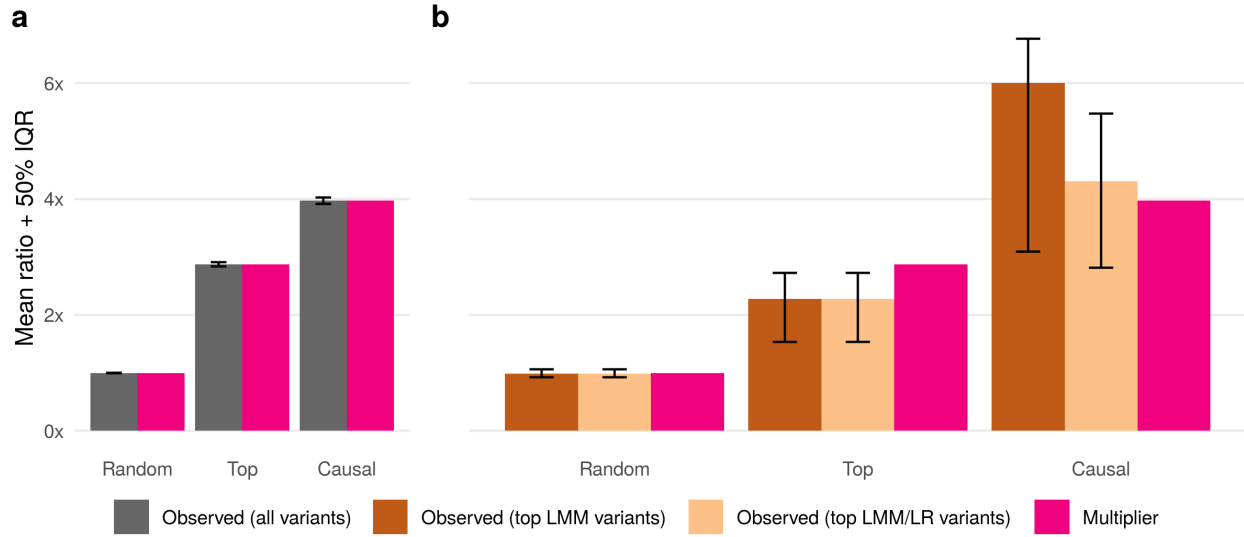 a
b
Mean ratio + 50% IQR
6x
4x
2x
0x
Random Top Causal
Random Top Causal
Observed (all variants) Observed (top LMM variants) Observed (top LMM/LR variants) Multiplier